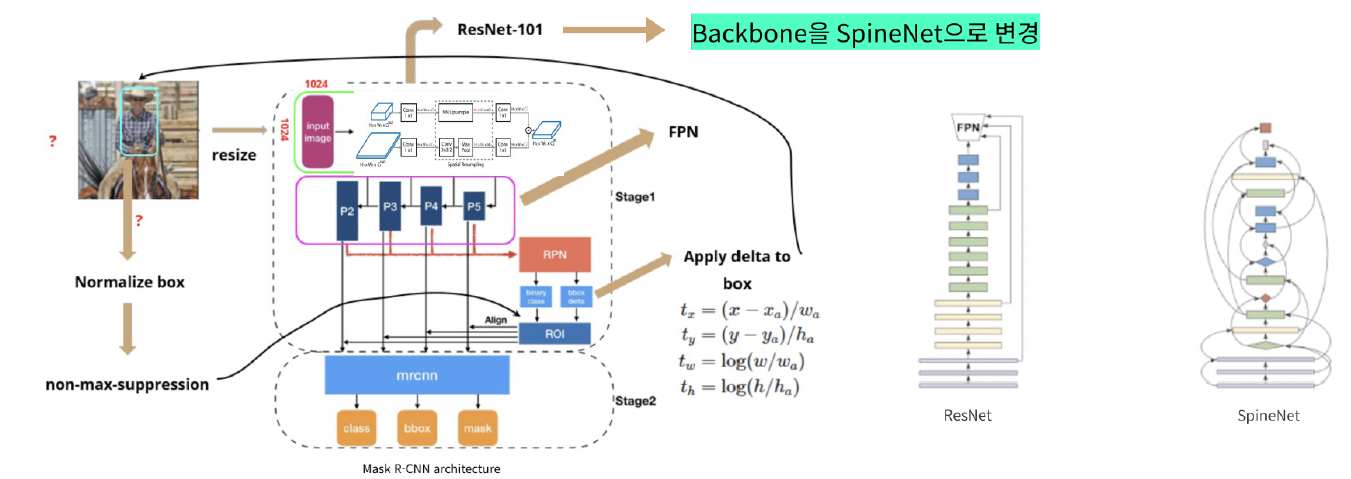 ResNet-101
Backbone을 SpineNet으로 변경
1024
1024
input
image
Conv
1x1
NN Upsample
Conv
1x1
Conv
1x1
Conv
3x3/2
Max
Pool
Conv
1x1
Spatial Resampling
?
resize
FPN
P2
P3
P4
P5
Stage1
?
RPN
Normalize box
binary
class
bbox
delta
Apply delta to
box
Align
ROI
t_x = (x − x_a)/w_a
t_y = (y − y_a)/h_a
t_w = log(w/w_a)
t_h = log(h/h_a)
non-max-suppression
mrcnn
Stage2
class
bbox
mask
Mask R-CNN architecture
FPN
ResNet
SpineNet